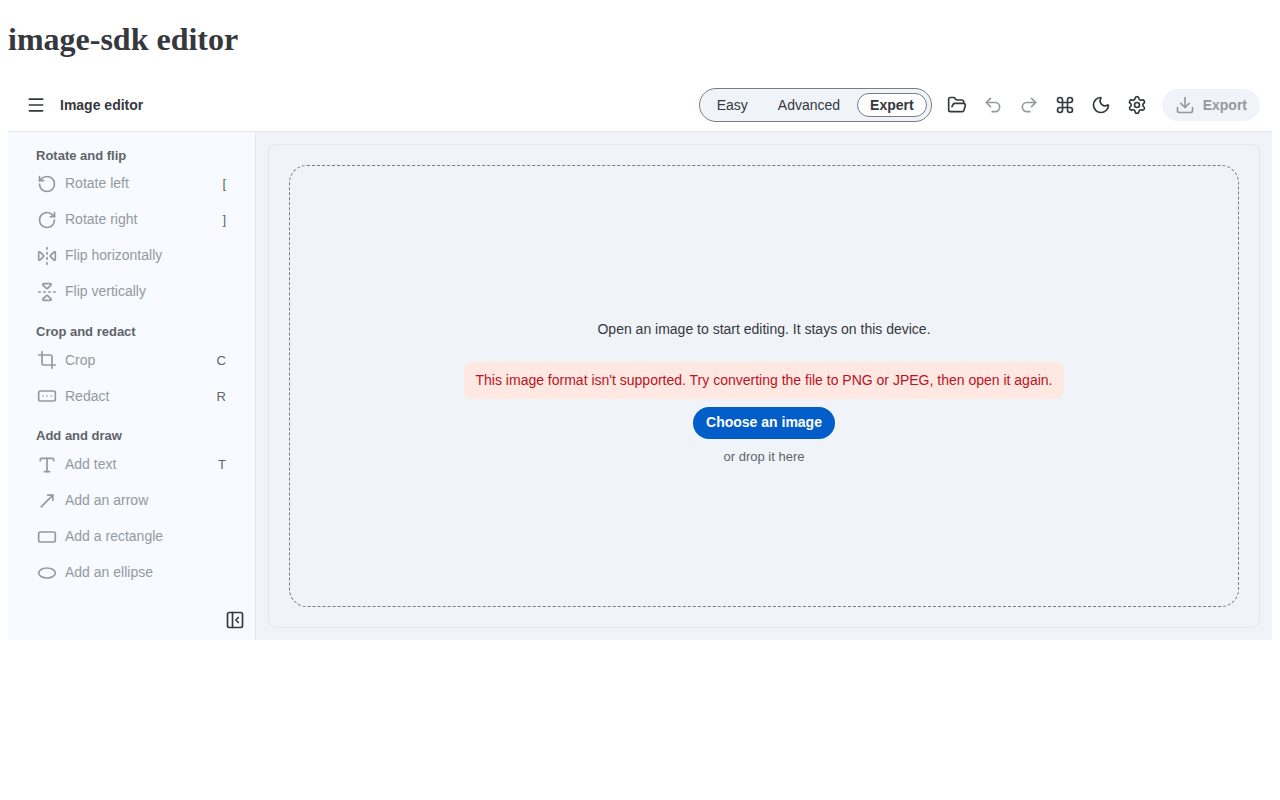 image-sdk editor
Image editor
Easy Advanced Expert
Export
Rotate and flip
Rotate left [
Rotate right ]
Flip horizontally
Flip vertically
Crop and redact
Crop C
Redact R
Add and draw
Add text T
Add an arrow
Add a rectangle
Add an ellipse
Open an image to start editing. It stays on this device.
This image format isn't supported. Try converting the file to PNG or JPEG, then open it again.
Choose an image
or drop it here